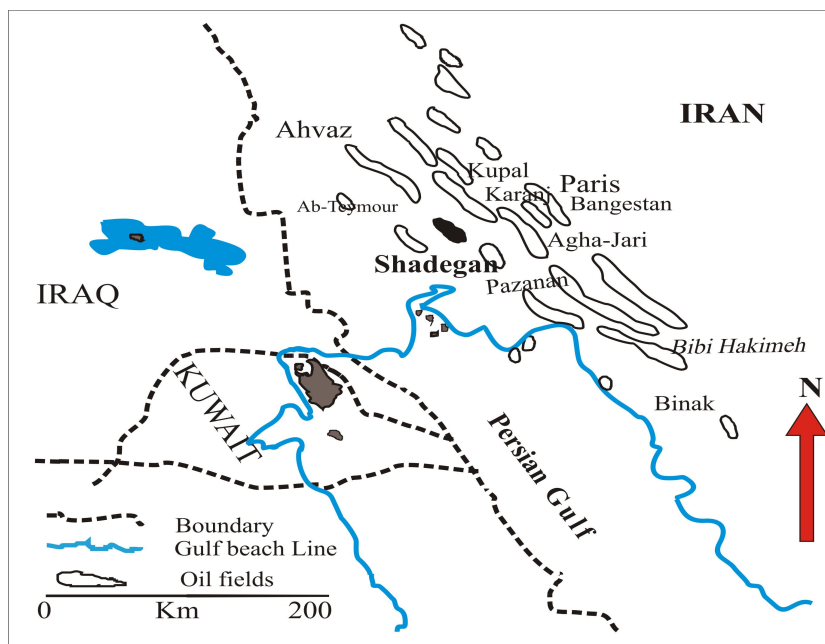 IRAN
Ahvaz
Kupal
Karanj
Paris
Bangestan
Ab-Teymour
Agha-Jari
Shadegan
Pazanan
IRAQ
Bibi Hakimeh
KUWAIT
Binak
N
Persian Gulf
Boundary
Gulf beach Line
Oil fields
0 Km 200